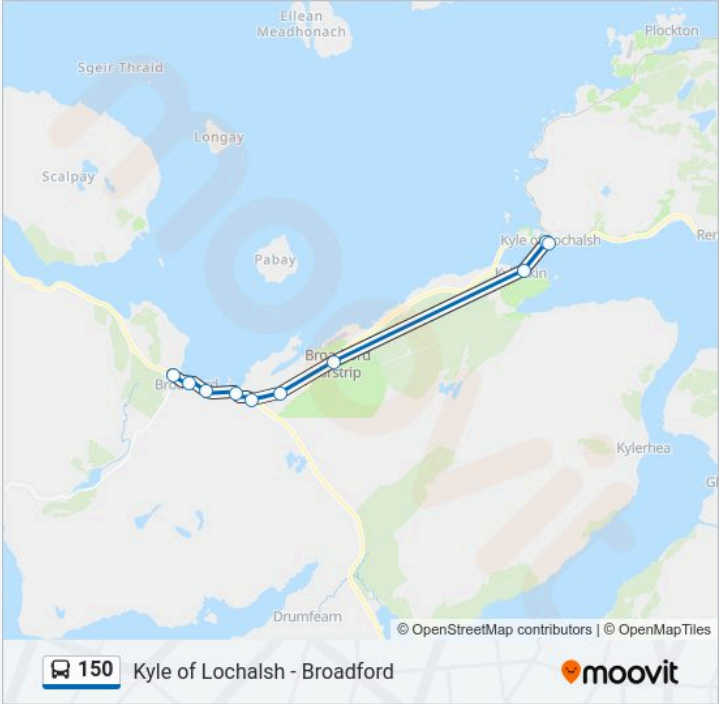 Eilean
Meadhonach
Plockton
Sgeir Thraid
Longay
Scalpay
Kyle of Lochalsh
Pabay
Airstrip
Kylerhea
Drumfearn
© OpenStreetMap contributors | © OpenMapTiles
150 Kyle of Lochalsh - Broadford
moovit